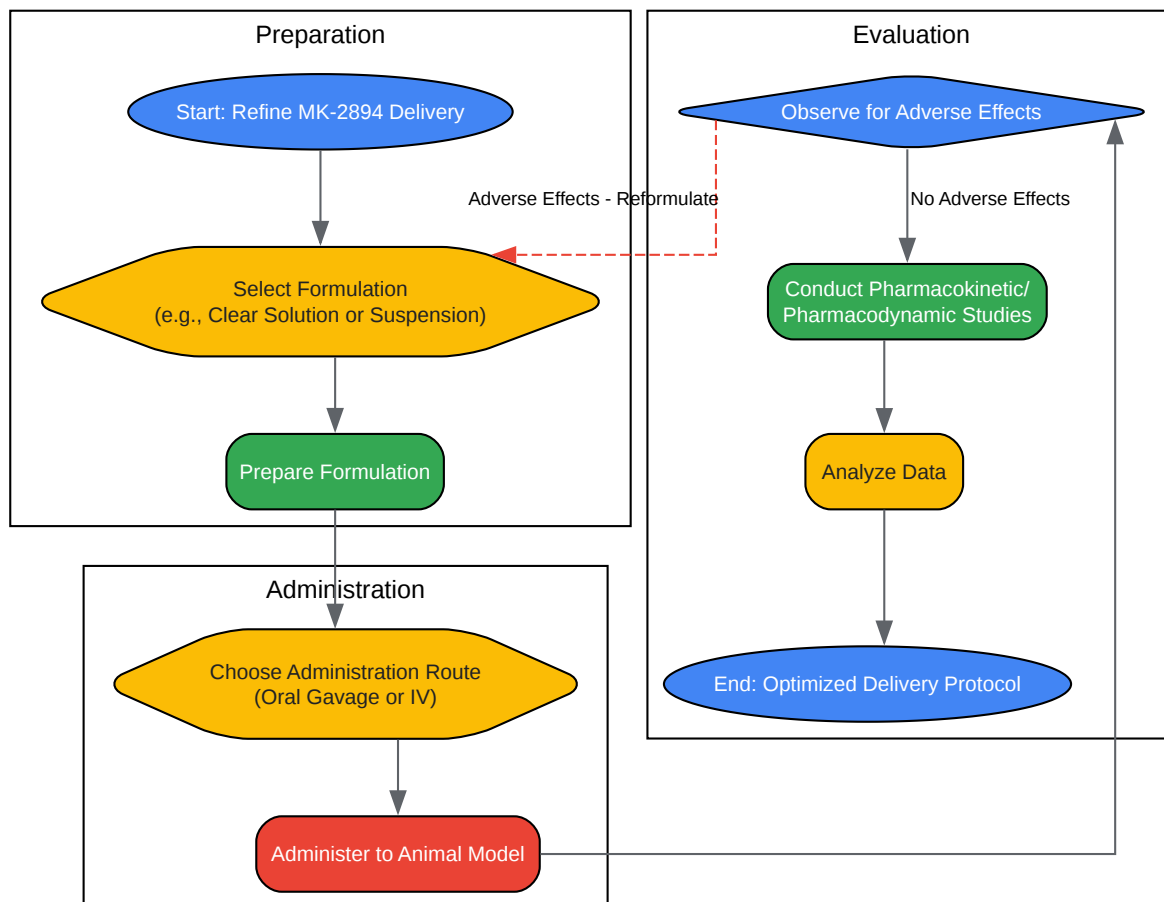 Preparation
Start: Refine MK-2894 Delivery
Select Formulation
(e.g., Clear Solution or Suspension)
Prepare Formulation
Administration
Choose Administration Route
(Oral Gavage or IV)
Administer to Animal Model
Evaluation
Observe for Adverse Effects
Adverse Effects - Reformulate
No Adverse Effects
Conduct Pharmacokinetic/
Pharmacodynamic Studies
Analyze Data
End: Optimized Delivery Protocol